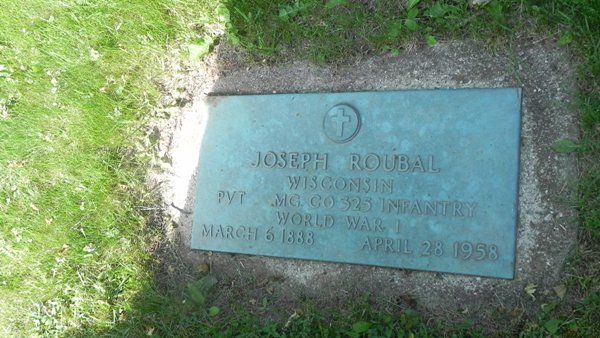 JOSEPH ROUBAL
WISCONSIN
PVT MG CO 325 INFANTRY
WORLD WAR I
MARCH 6 1888 APRIL 28 1958